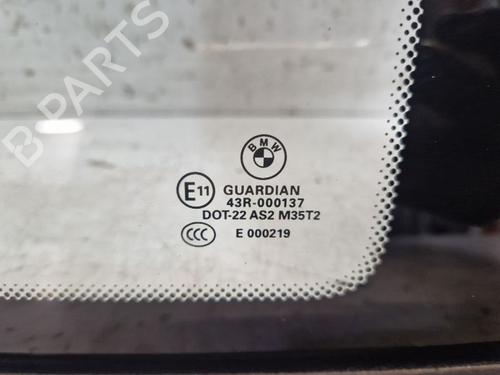 B-PARTS
BMW
E11 GUARDIAN
43R-000137
DOT-22 AS2 M35T2
CCC E 000219